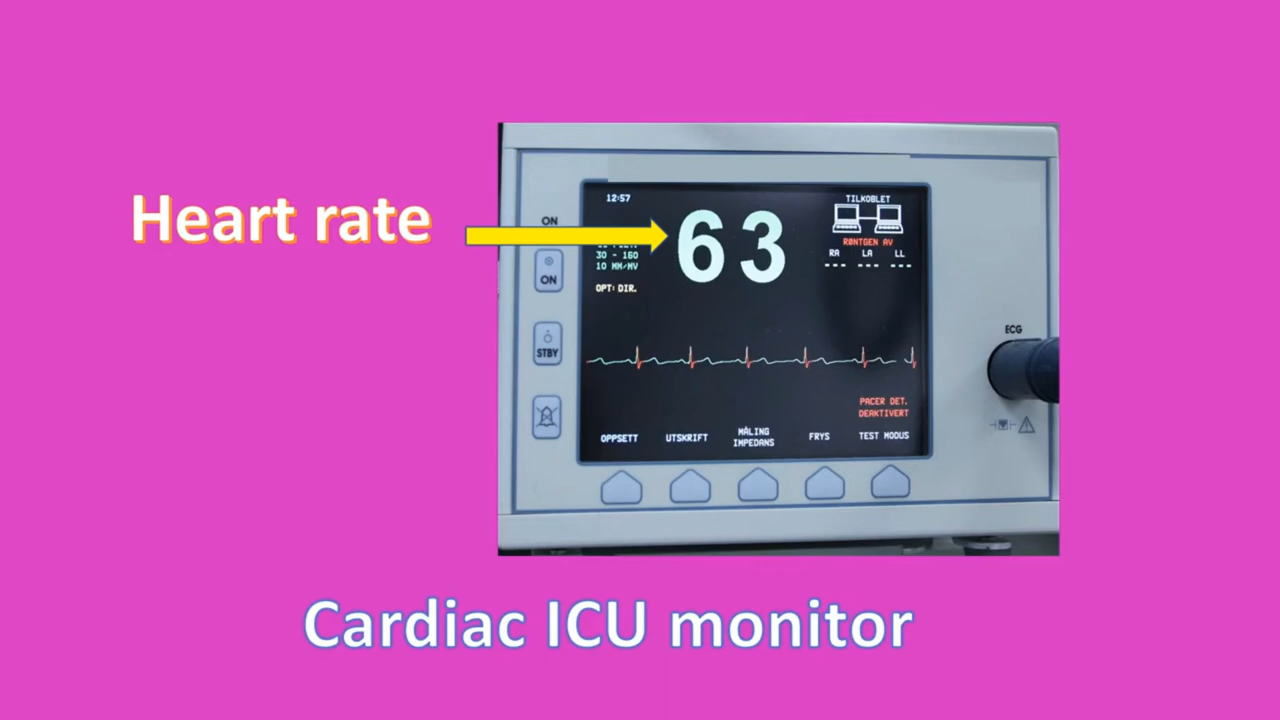 Heart rate
12:57
63
TILKOBLET
RØNTGEN AV
RA LA LL
--- --- ---
30 - 160
10 MM/MV
OPT: DIR.
ON
ON
STBY
ECG
PACER DET.
DEAKTIVERT
OPPSETT UTSKRIFT MÅLING IMPEDANS FRYS TEST MODUS
Cardiac ICU monitor